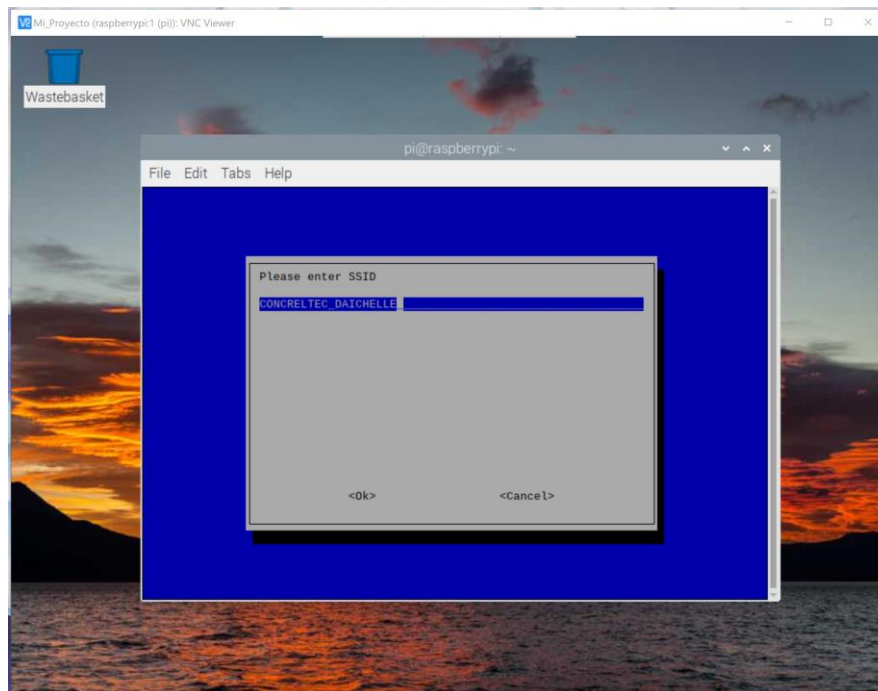 Mi_Proyecto (raspberrypi:1 (pi)): VNC Viewer
Wastebasket
pi@raspberrypi: ~
File Edit Tabs Help
Please enter SSID
CONCRELTEC_DAICHELLE
<Ok> <Cancel>